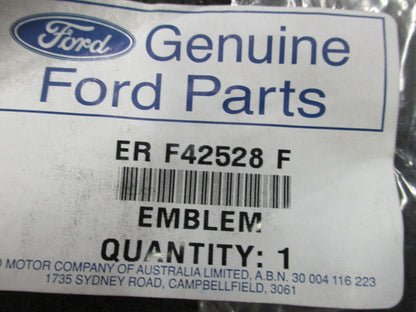 Ford
Genuine
Ford Parts
ER F42528 F
EMBLEM
QUANTITY: 1
MOTOR COMPANY OF AUSTRALIA LIMITED, A.B.N. 30 004 116 223
1735 SYDNEY ROAD, CAMPBELLFIELD, 3061